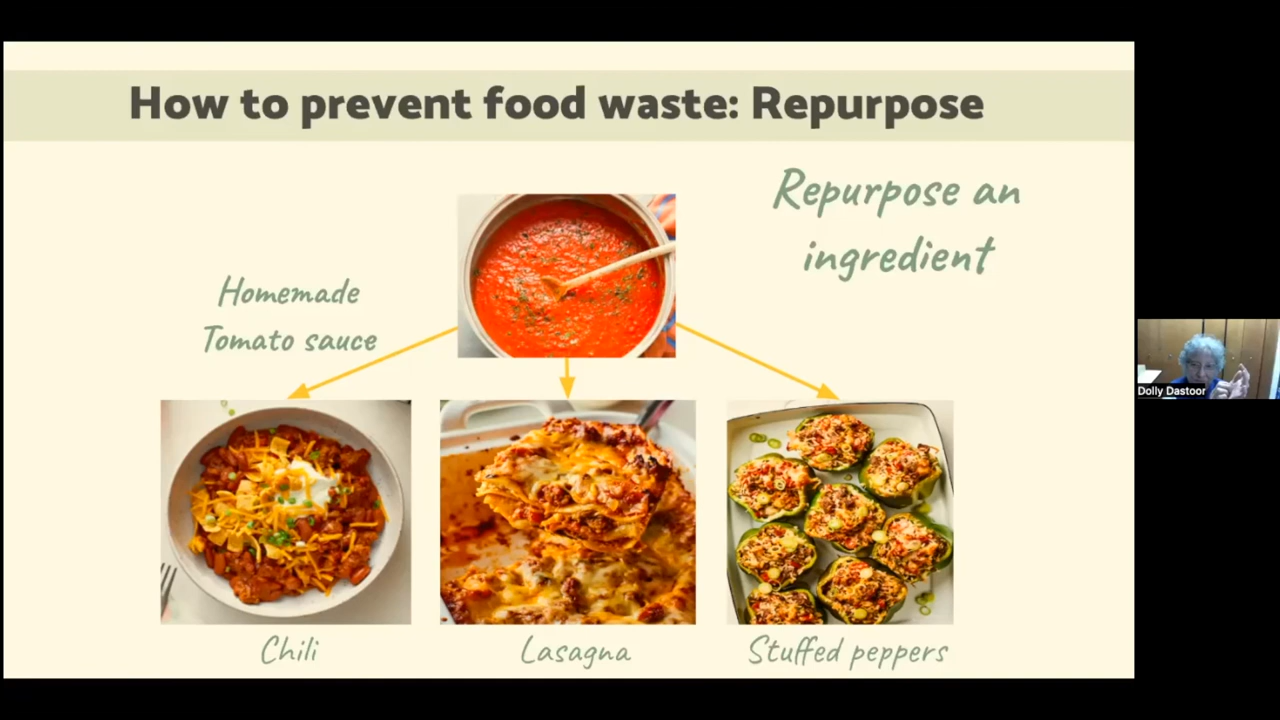 How to prevent food waste: Repurpose
Repurpose an
ingredient
Homemade
Tomato sauce
Chili
Lasagna
Stuffed peppers
Dolly Dastoor